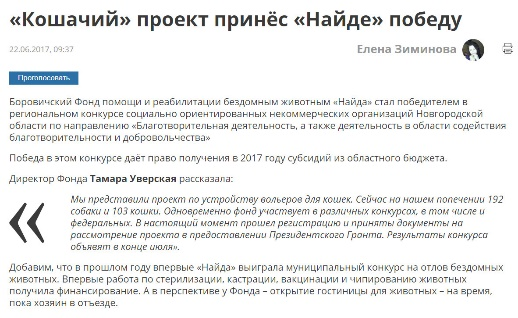 «Кошачий» проект принёс «Найде» победу
22.06.2017, 09:37
Елена Зиминова
Проголосовать
Боровичский Фонд помощи и реабилитации бездомным животным «Найда» стал победителем в
региональном конкурсе социально ориентированных некоммерческих организаций Новгородской
области по направлению «Благотворительная деятельность, а также деятельность в области содействия
благотворительности и добровольчества»
Победа в этом конкурсе даёт право получения в 2017 году субсидий из областного бюджета.
Директор Фонда Тамара Уверская рассказала:
«
Мы представили проект по устройству вольеров для кошек. Сейчас на нашем попечении 192
собаки и 103 кошки. Одновременно фонд участвует в различных конкурсах, в том числе и
федеральных. В настоящий момент прошел регистрацию и приняты документы на
рассмотрение проекта в предоставлении Президентского Гранта. Результаты конкурса
объявят в конце июля».
Добавим, что в прошлом году впервые «Найда» выиграла муниципальный конкурс на отлов бездомных
животных. Впервые работа по стерилизации, кастрации, вакцинации и чипированию животных
получила финансирование. А в перспективе у Фонда – открытие гостиницы для животных – на время,
пока хозяин в отъезде.